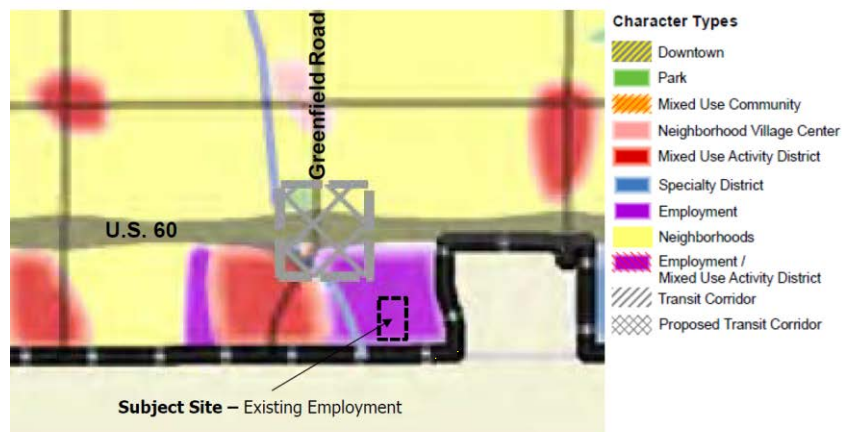 Greenfield Road
U.S. 60
Subject Site – Existing Employment
Character Types
Downtown
Park
Mixed Use Community
Neighborhood Village Center
Mixed Use Activity District
Specialty District
Employment
Neighborhoods
Employment /
Mixed Use Activity District
Transit Corridor
Proposed Transit Corridor